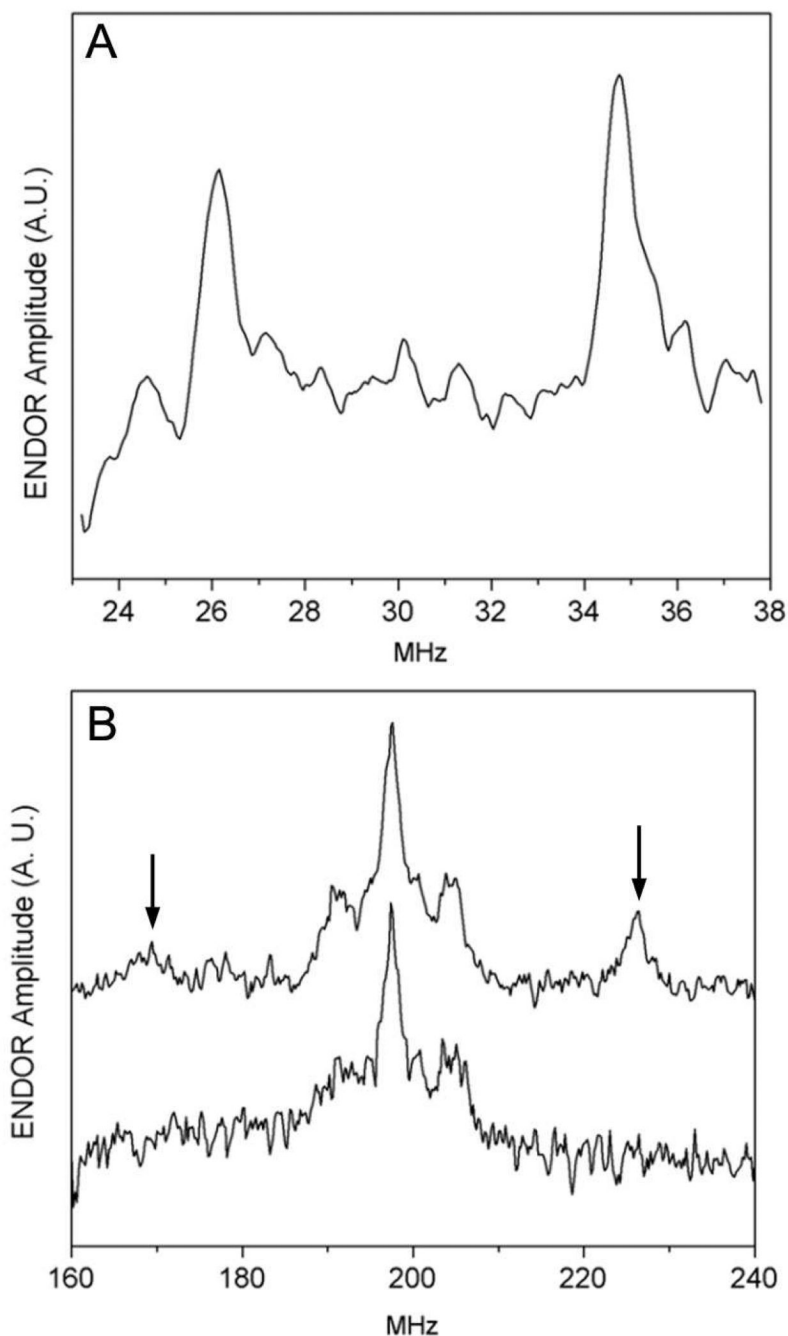 A
ENDOR Amplitude (A.U.)
24 26 28 30 32 34 36 38
MHz
B
ENDOR Amplitude (A. U.)
160 180 200 220 240
MHz